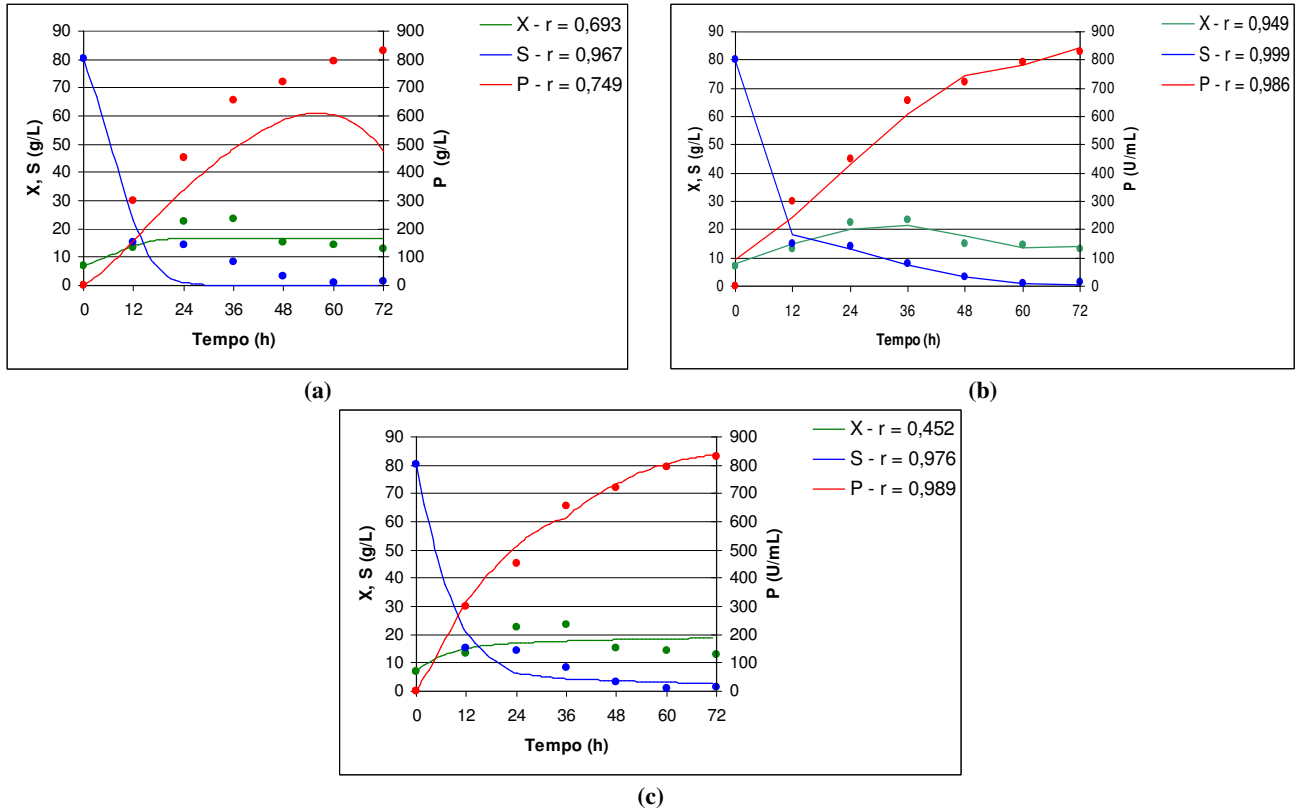 X - r = 0,693
S - r = 0,967
P - r = 0,749
90
80
70
60
50
40
30
20
10
0
X, S (g/L)
900
800
700
600
500
400
300
200
100
0
P (g/L)
0 12 24 36 48 60 72
Tempo (h)
(a)
X - r = 0,949
S - r = 0,999
P - r = 0,986
90
80
70
60
50
40
30
20
10
0
X, S (g/L)
900
800
700
600
500
400
300
200
100
0
P (U/mL)
0 12 24 36 48 60 72
Tempo (h)
(b)
X - r = 0,452
S - r = 0,976
P - r = 0,989
90
80
70
60
50
40
30
20
10
0
X, S (g/L)
900
800
700
600
500
400
300
200
100
0
P (U/mL)
0 12 24 36 48 60 72
Tempo (h)
(c)